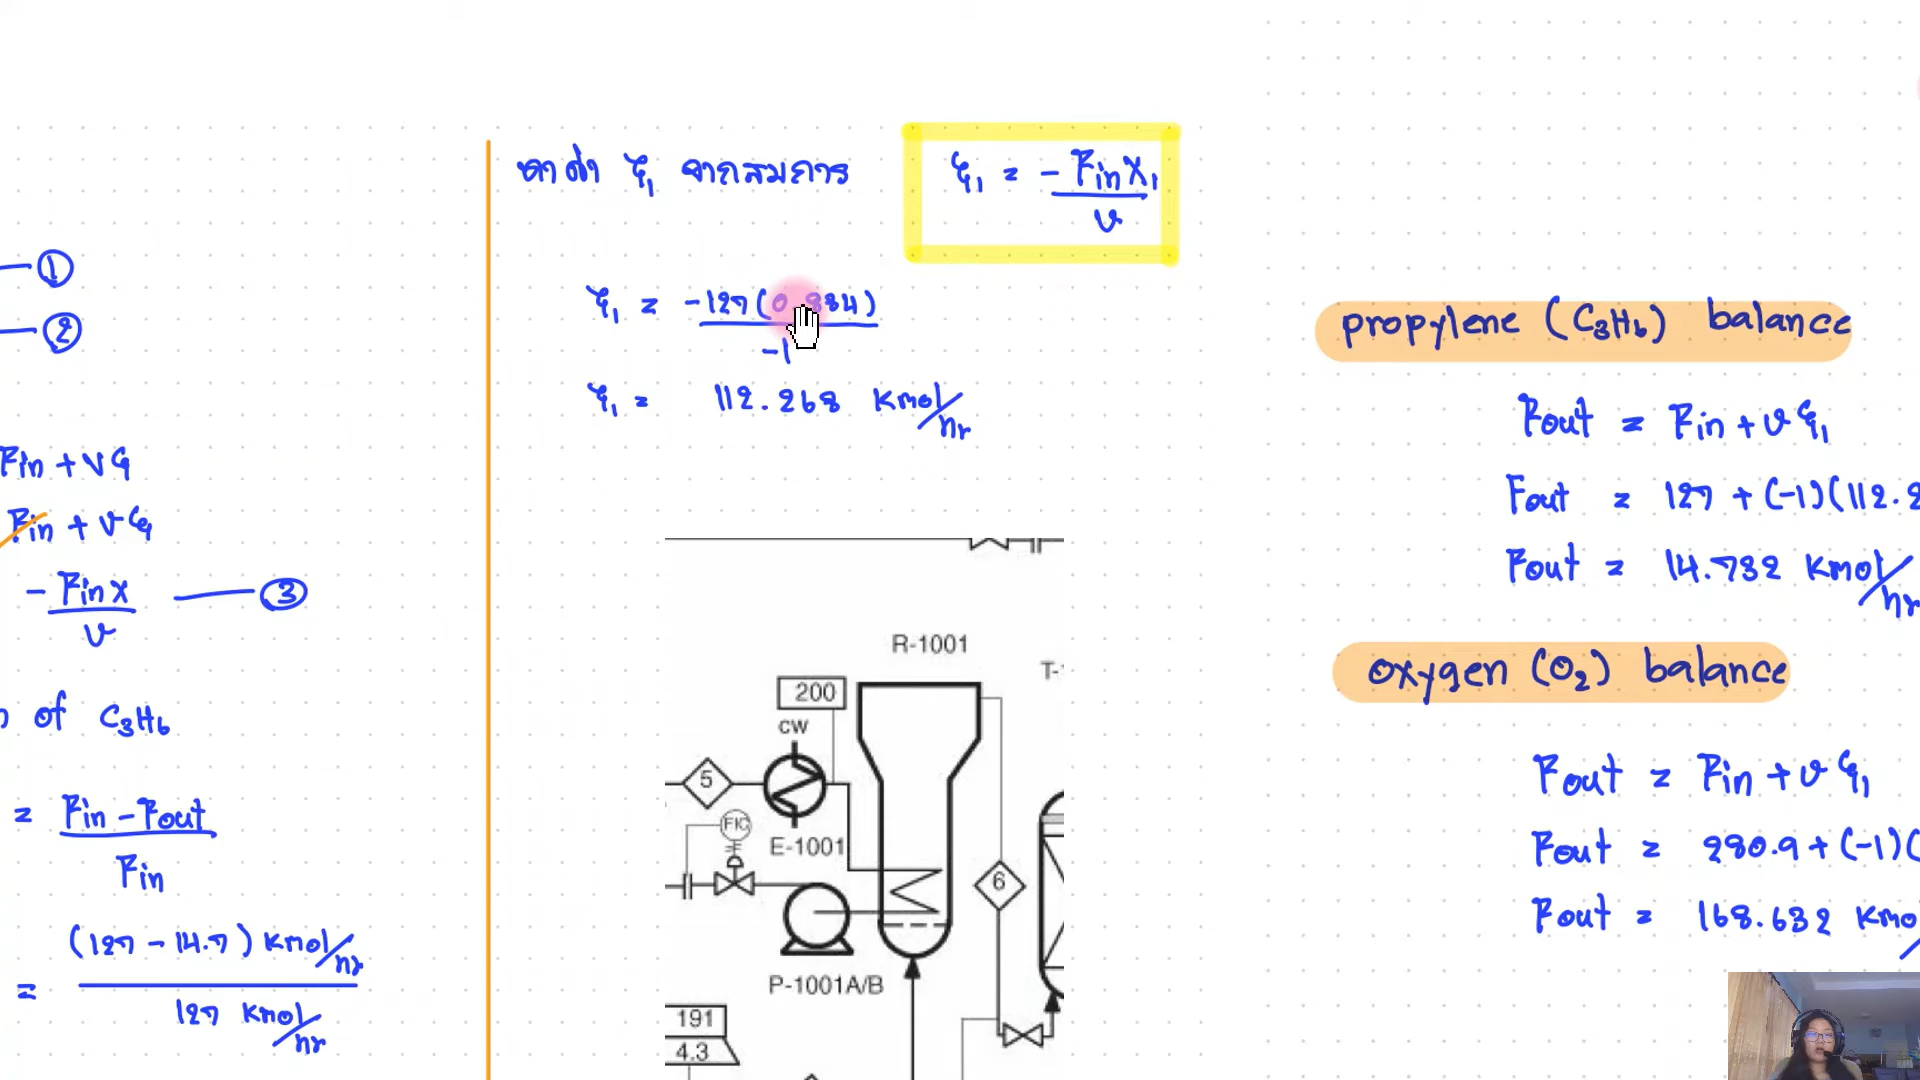 ①
②
Fin + Vξ
Fin + νξ₁
- Fin X / ν ③
of C₃H₆
= Fin - Fout / Fin
= (127 - 14.7) Kmol/hr / 127 Kmol/hr
หาค่า ξ₁ จากสมการ
ξ₁ = - Fin X₁ / ν
ξ₁ = -127(0.884) / -1
ξ₁ = 112.268 Kmol/hr
R-1001
T-
200
CW
5
FIC
E-1001
6
P-1001A/B
191
4.3
propylene (C₃H₆) balance
Fout = Fin + νξ₁
Fout = 127 + (-1)(112.2
Fout = 14.732 Kmol/hr
oxygen (O₂) balance
Fout = Fin + νξ₁
Fout = 280.9 + (-1)(
Fout = 168.632 Kmo